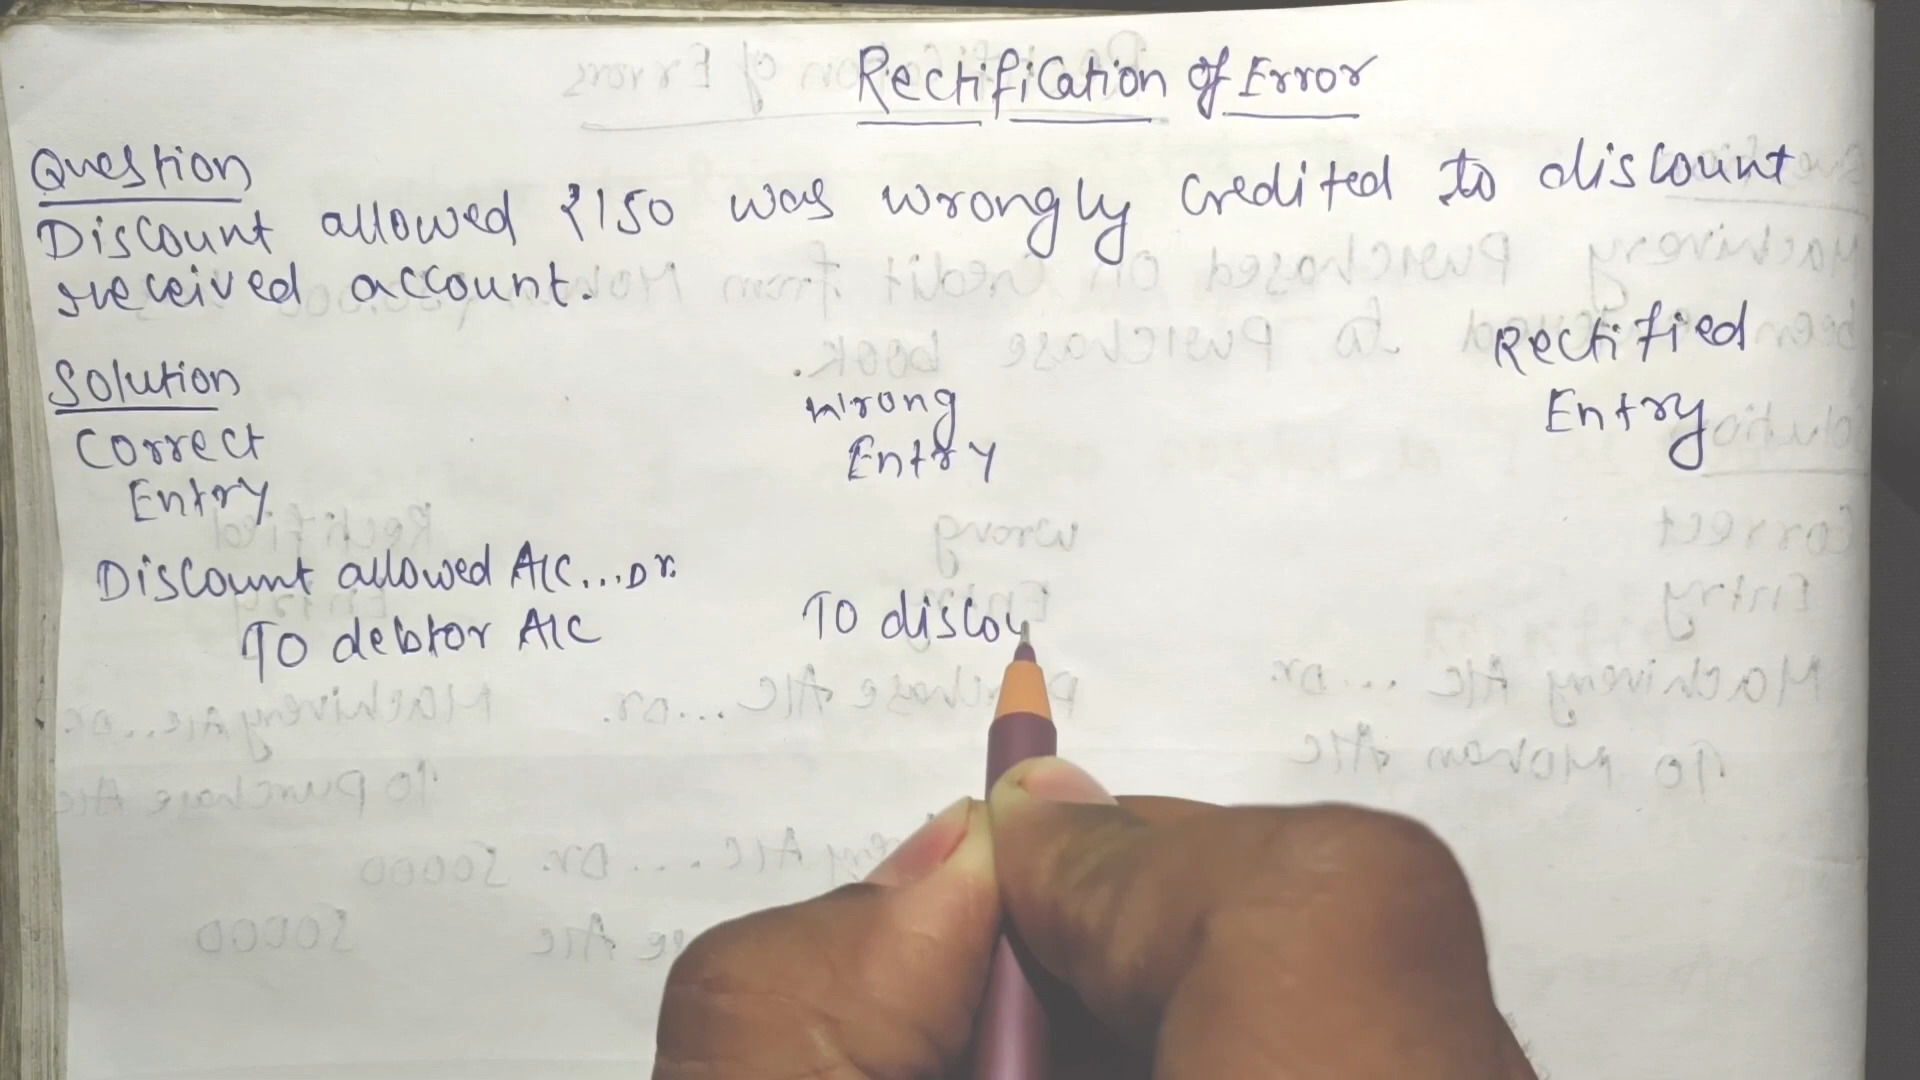 Rectification of Error
Question
Discount allowed ₹150 was wrongly credited to discount
received account.
Solution
Correct
Entry
wrong
Entry
Rectified
Entry
Discount allowed A/C...Dr.
To debtor A/C
To discou